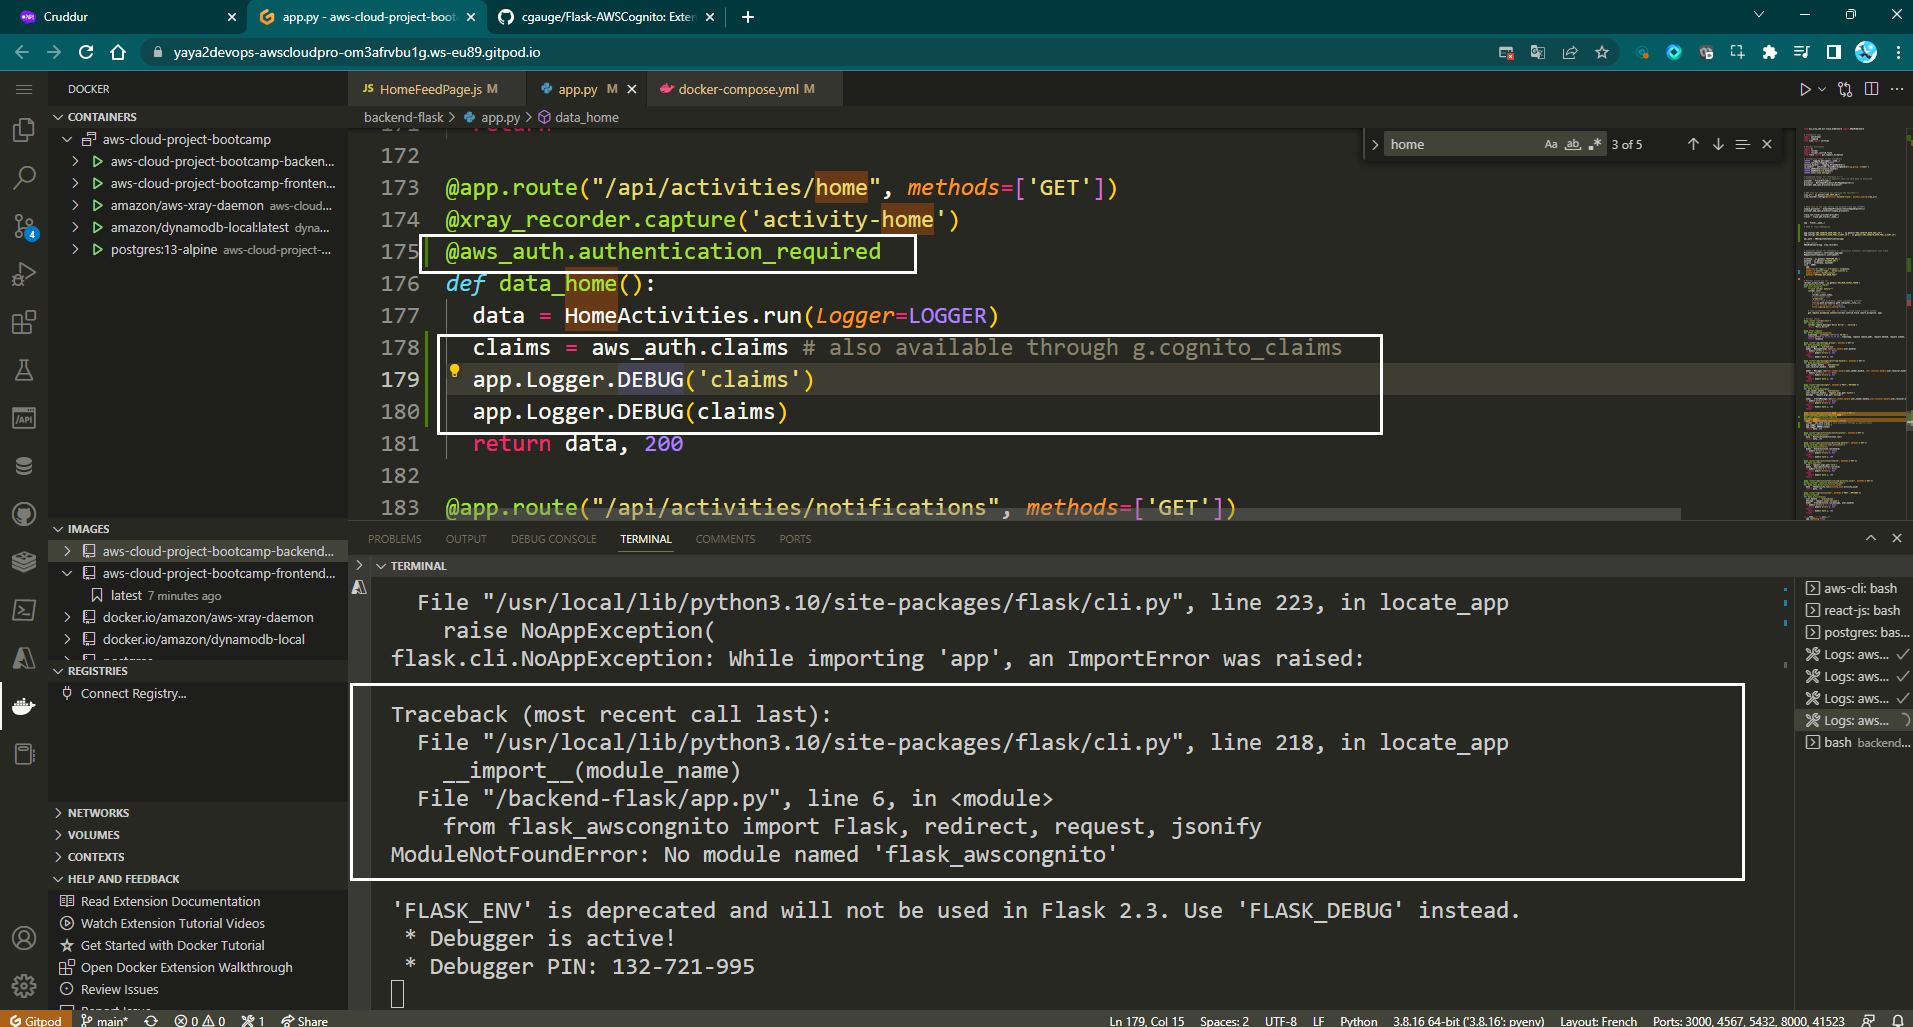 Cruddur
app.py - aws-cloud-project-boot
cgauge/Flask-AWSCognito: Exten
yaya2devops-awscloudpro-om3afrvbu1g.ws-eu89.gitpod.io
DOCKER
JS HomeFeedPage.js M
app.py M
docker-compose.yml M
CONTAINERS
backend-flask > app.py > data_home
aws-cloud-project-bootcamp
aws-cloud-project-bootcamp-backen...
aws-cloud-project-bootcamp-fronten...
amazon/aws-xray-daemon aws-cloud...
amazon/dynamodb-local:latest dyna...
postgres:13-alpine aws-cloud-project-...
home
Aa
ab
3 of 5
171 return
172
173 @app.route("/api/activities/home", methods=['GET'])
174 @xray_recorder.capture('activity-home')
175 @aws_auth.authentication_required
176 def data_home():
177 data = HomeActivities.run(Logger=LOGGER)
178 claims = aws_auth.claims # also available through g.cognito_claims
179 app.Logger.DEBUG('claims')
180 app.Logger.DEBUG(claims)
181 return data, 200
182
183 @app.route("/api/activities/notifications", methods=['GET'])
4
/API
IMAGES
aws-cloud-project-bootcamp-backend...
aws-cloud-project-bootcamp-frontend...
latest 7 minutes ago
docker.io/amazon/aws-xray-daemon
docker.io/amazon/dynamodb-local
REGISTRIES
Connect Registry...
NETWORKS
VOLUMES
CONTEXTS
HELP AND FEEDBACK
Read Extension Documentation
Watch Extension Tutorial Videos
Get Started with Docker Tutorial
Open Docker Extension Walkthrough
Review Issues
Report Issue
PROBLEMS OUTPUT DEBUG CONSOLE TERMINAL COMMENTS PORTS
TERMINAL
File "/usr/local/lib/python3.10/site-packages/flask/cli.py", line 223, in locate_app
raise NoAppException(
flask.cli.NoAppException: While importing 'app', an ImportError was raised:
Traceback (most recent call last):
File "/usr/local/lib/python3.10/site-packages/flask/cli.py", line 218, in locate_app
__import__(module_name)
File "/backend-flask/app.py", line 6, in <module>
from flask_awscongnito import Flask, redirect, request, jsonify
ModuleNotFoundError: No module named 'flask_awscongnito'
'FLASK_ENV' is deprecated and will not be used in Flask 2.3. Use 'FLASK_DEBUG' instead.
* Debugger is active!
* Debugger PIN: 132-721-995
aws-cli: bash
react-js: bash
postgres: bas...
Logs: aws...
Logs: aws...
Logs: aws...
Logs: aws...
bash backend...
Gitpod main* 0 0 1 Share
Ln 179, Col 15 Spaces: 2 UTF-8 LF Python 3.8.16 64-bit ('3.8.16': pyenv) Layout: French Ports: 3000, 4567, 5432, 8000, 41523